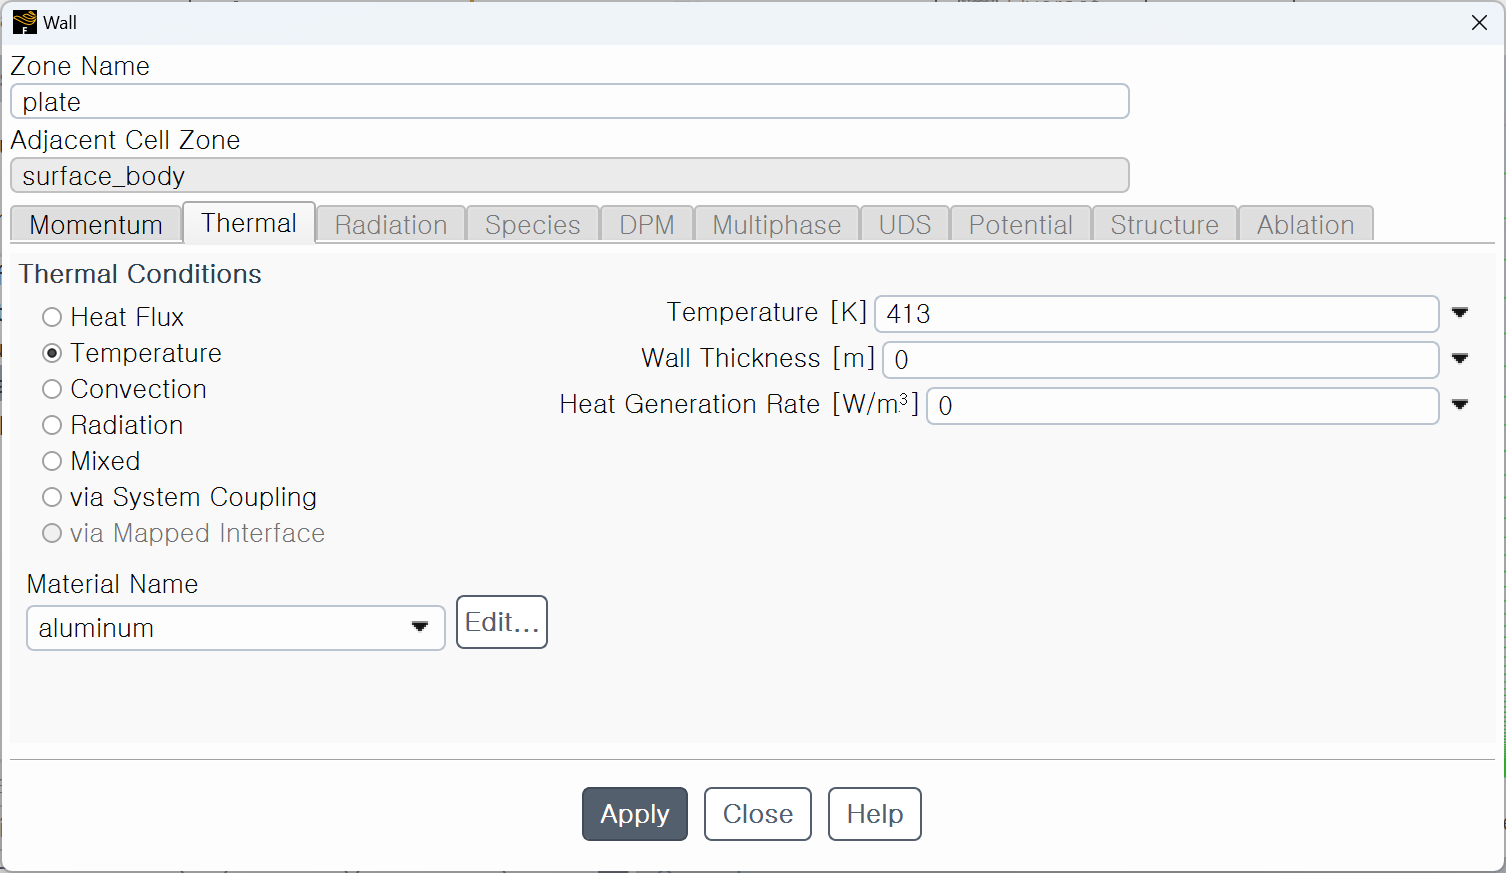 Wall
Zone Name
plate
Adjacent Cell Zone
surface_body
Momentum Thermal Radiation Species DPM Multiphase UDS Potential Structure Ablation
Thermal Conditions
Heat Flux
Temperature
Convection
Radiation
Mixed
via System Coupling
via Mapped Interface
Temperature [K] 413
Wall Thickness [m] 0
Heat Generation Rate [W/m³] 0
Material Name
aluminum
Edit...
Apply Close Help